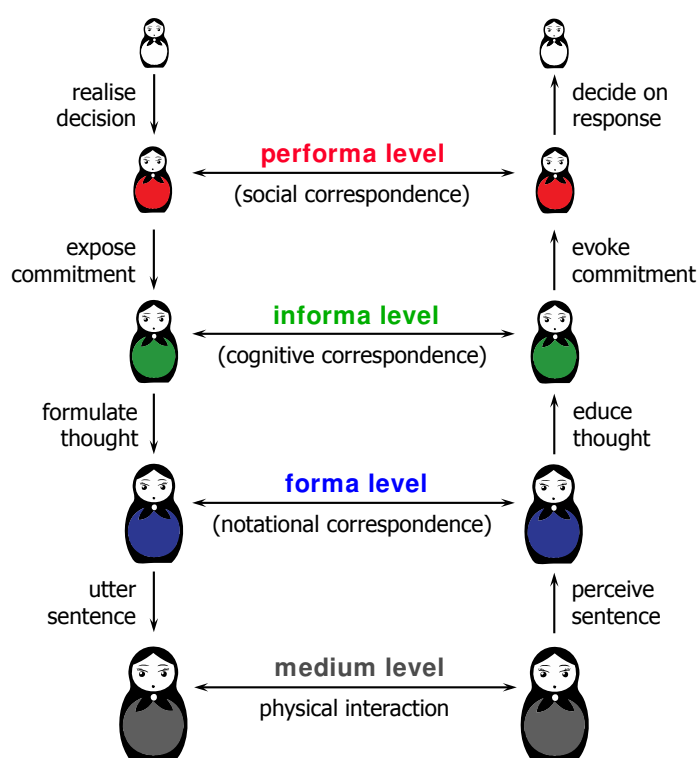 realise
decision
decide on
response
performa level
(social correspondence)
expose
commitment
evoke
commitment
informa level
(cognitive correspondence)
formulate
thought
educe
thought
forma level
(notational correspondence)
utter
sentence
perceive
sentence
medium level
physical interaction